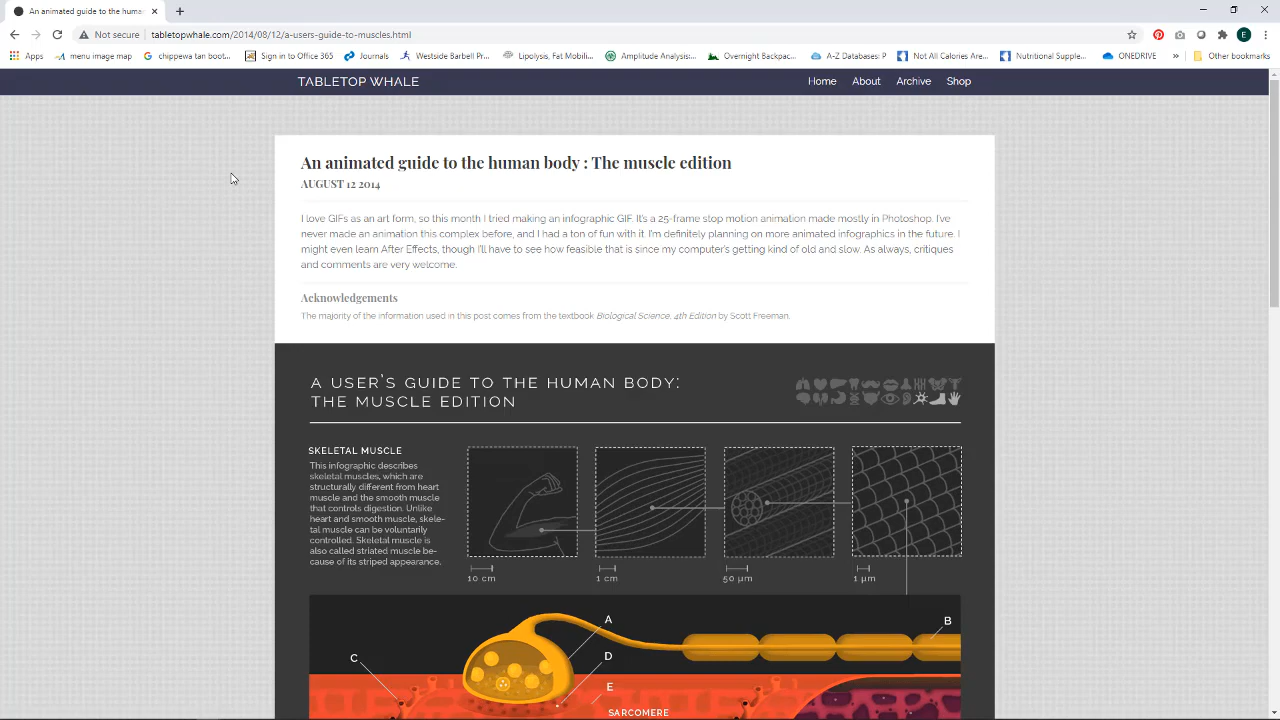 An animated guide to the huma
Not secure
tabletopwhale.com/2014/08/12/a-users-guide-to-muscles.html
E
Apps
menu image map
chippewa tan boot...
Sign in to Office 365
Journals
Westside Barbell Pr...
Lipolysis, Fat Mobili...
Amplitude Analysis:...
Overnight Backpac...
A-Z Databases: P
Not All Calories Are...
Nutritional Supple...
ONEDRIVE
»
Other bookmarks
TABLETOP WHALE
Home
About
Archive
Shop
An animated guide to the human body : The muscle edition
AUGUST 12 2014
I love GIFs as an art form, so this month I tried making an infographic GIF. It's a 25-frame stop motion animation made mostly in Photoshop. I've
never made an animation this complex before, and I had a ton of fun with it. I'm definitely planning on more animated infographics in the future. I
might even learn After Effects, though I'll have to see how feasible that is since my computer's getting kind of old and slow. As always, critiques
and comments are very welcome.
Acknowledgements
The majority of the information used in this post comes from the textbook Biological Science, 4th Edition by Scott Freeman.
A USER'S GUIDE TO THE HUMAN BODY:
THE MUSCLE EDITION
SKELETAL MUSCLE
This infographic describes
skeletal muscles, which are
structurally different from heart
muscle and the smooth muscle
that controls digestion. Unlike
heart and smooth muscle, skele-
tal muscle can be voluntarily
controlled. Skeletal muscle is
also called striated muscle be-
cause of its striped appearance.
10 cm
1 cm
50 µm
1 µm
A
B
C
D
E
SARCOMERE